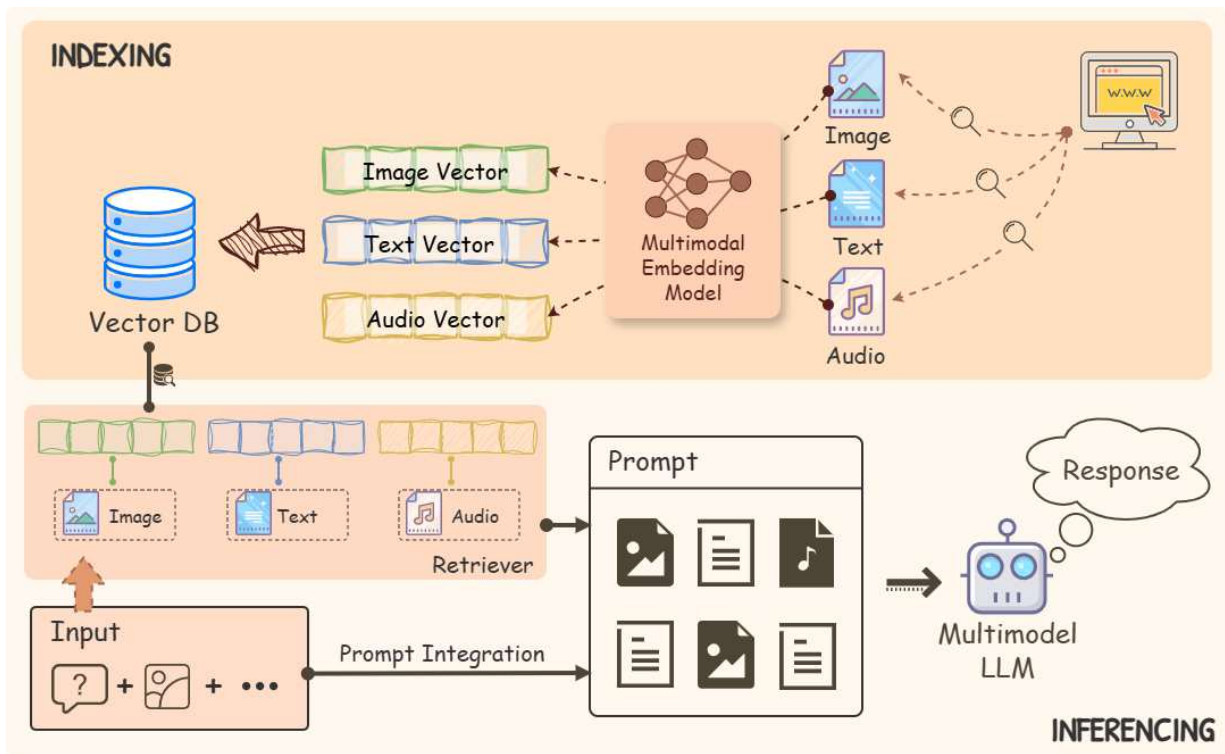 INDEXING
W.W.W
Image
Text
Audio
Multimodal
Embedding
Model
Image Vector
Text Vector
Audio Vector
Vector DB
Image
Text
Audio
Retriever
Input
?
Prompt Integration
Prompt
Multimodel
LLM
Response
INFERENCING